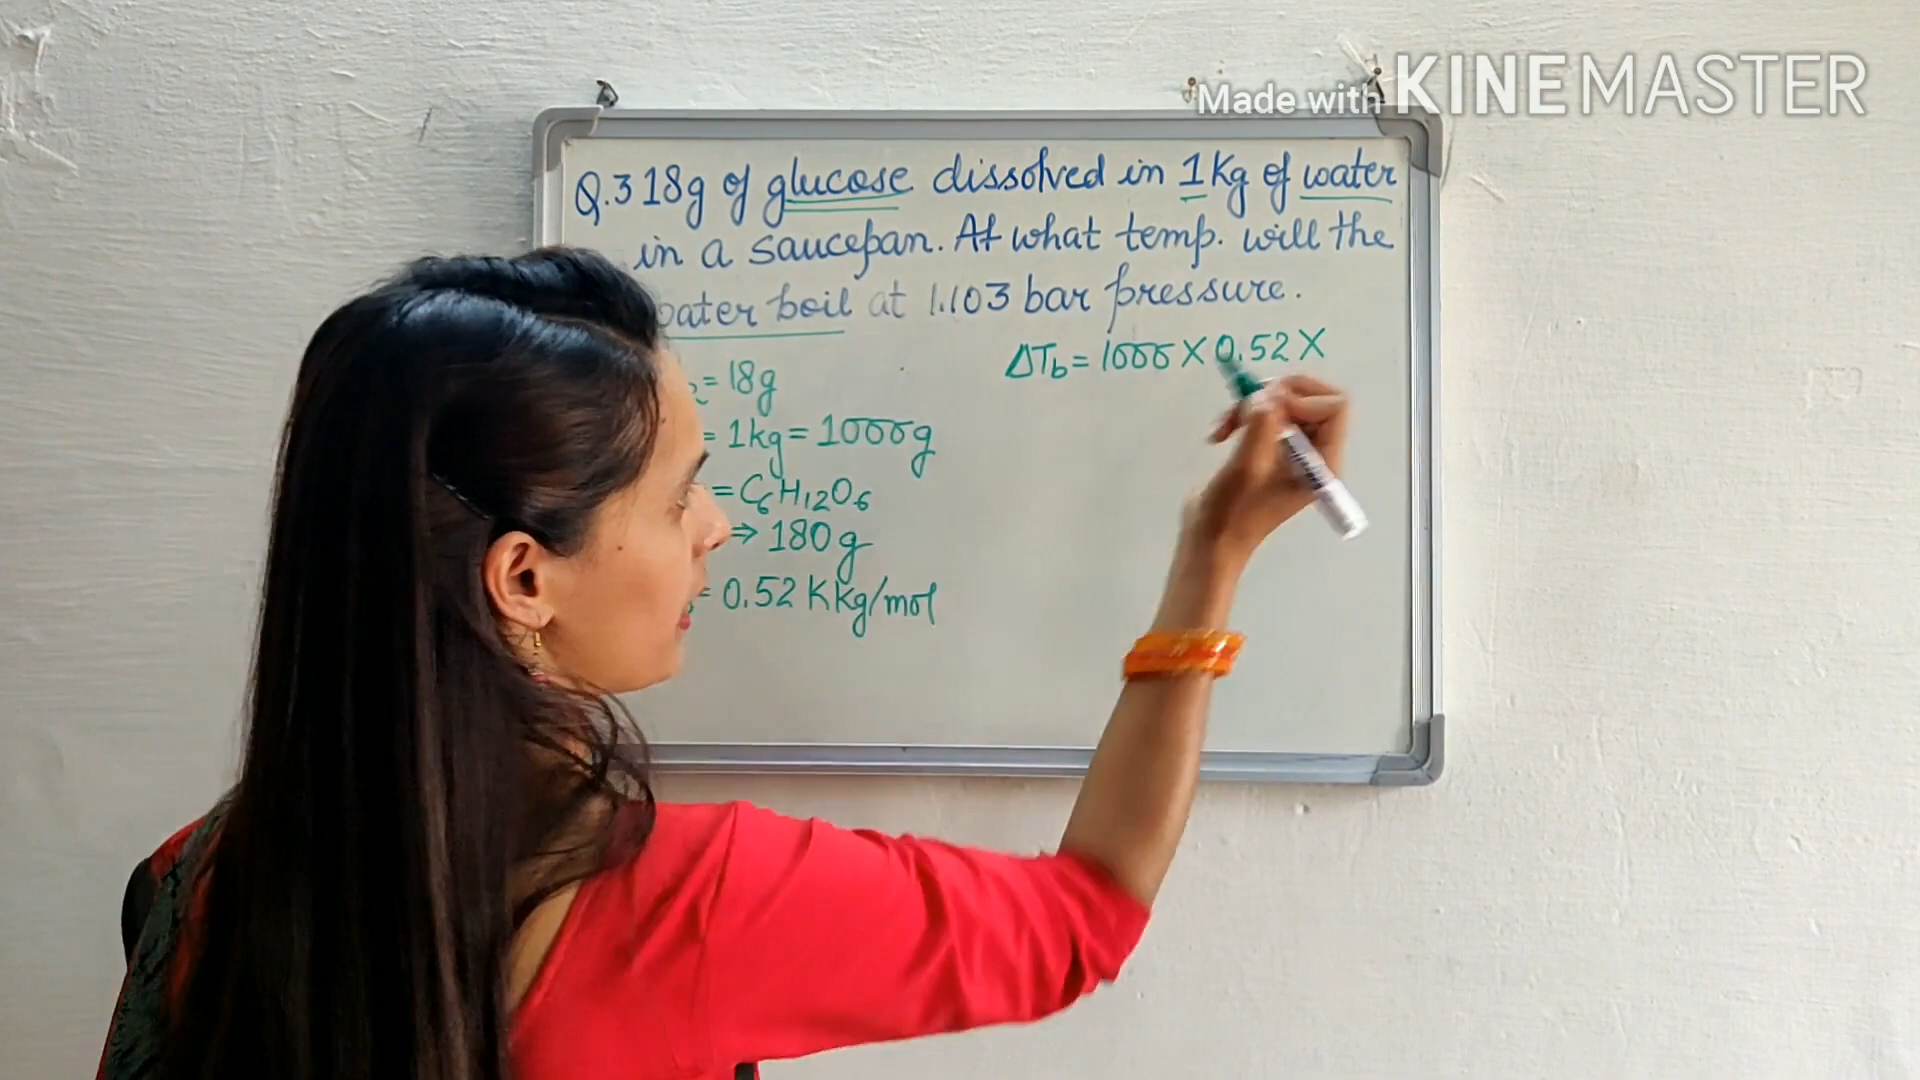 Made with KINEMASTER
Q.3 18g of glucose dissolved in 1Kg of water
in a saucepan. At what temp. will the
boil at 1.103 bar pressure.
= 18g
= 1kg = 1000g
= C₆H₁₂O₆
⇒ 180g
= 0.52 K kg/mol
ΔTb = 1000 X 0.52 X